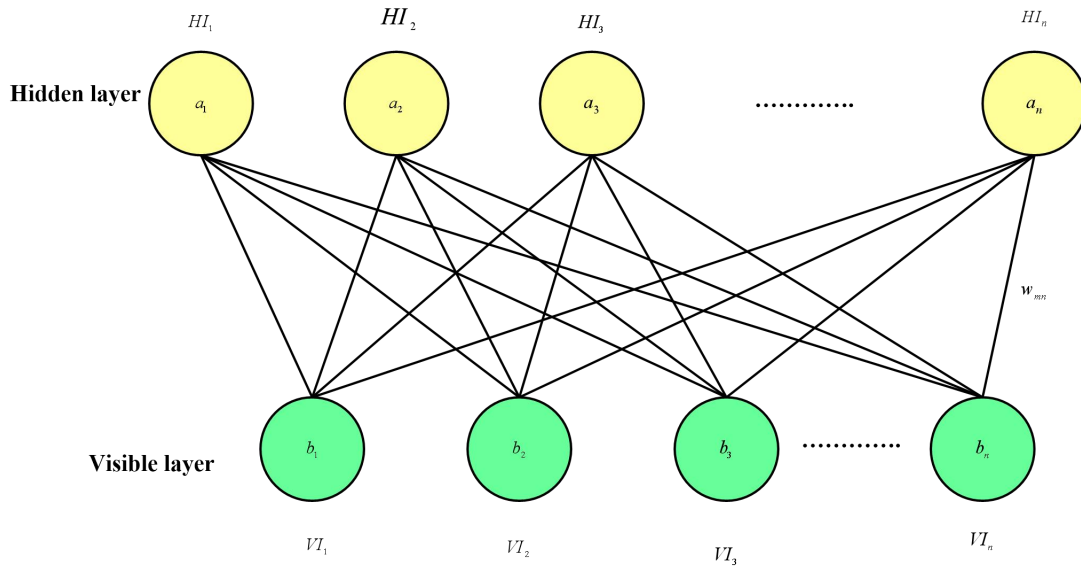 HI₁ HI₂ HI₃ HIₙ
Hidden layer a₁ a₂ a₃ .............. aₙ
wₘₙ
Visible layer b₁ b₂ b₃ .............. bₙ
VI₁ VI₂ VI₃ VIₙ